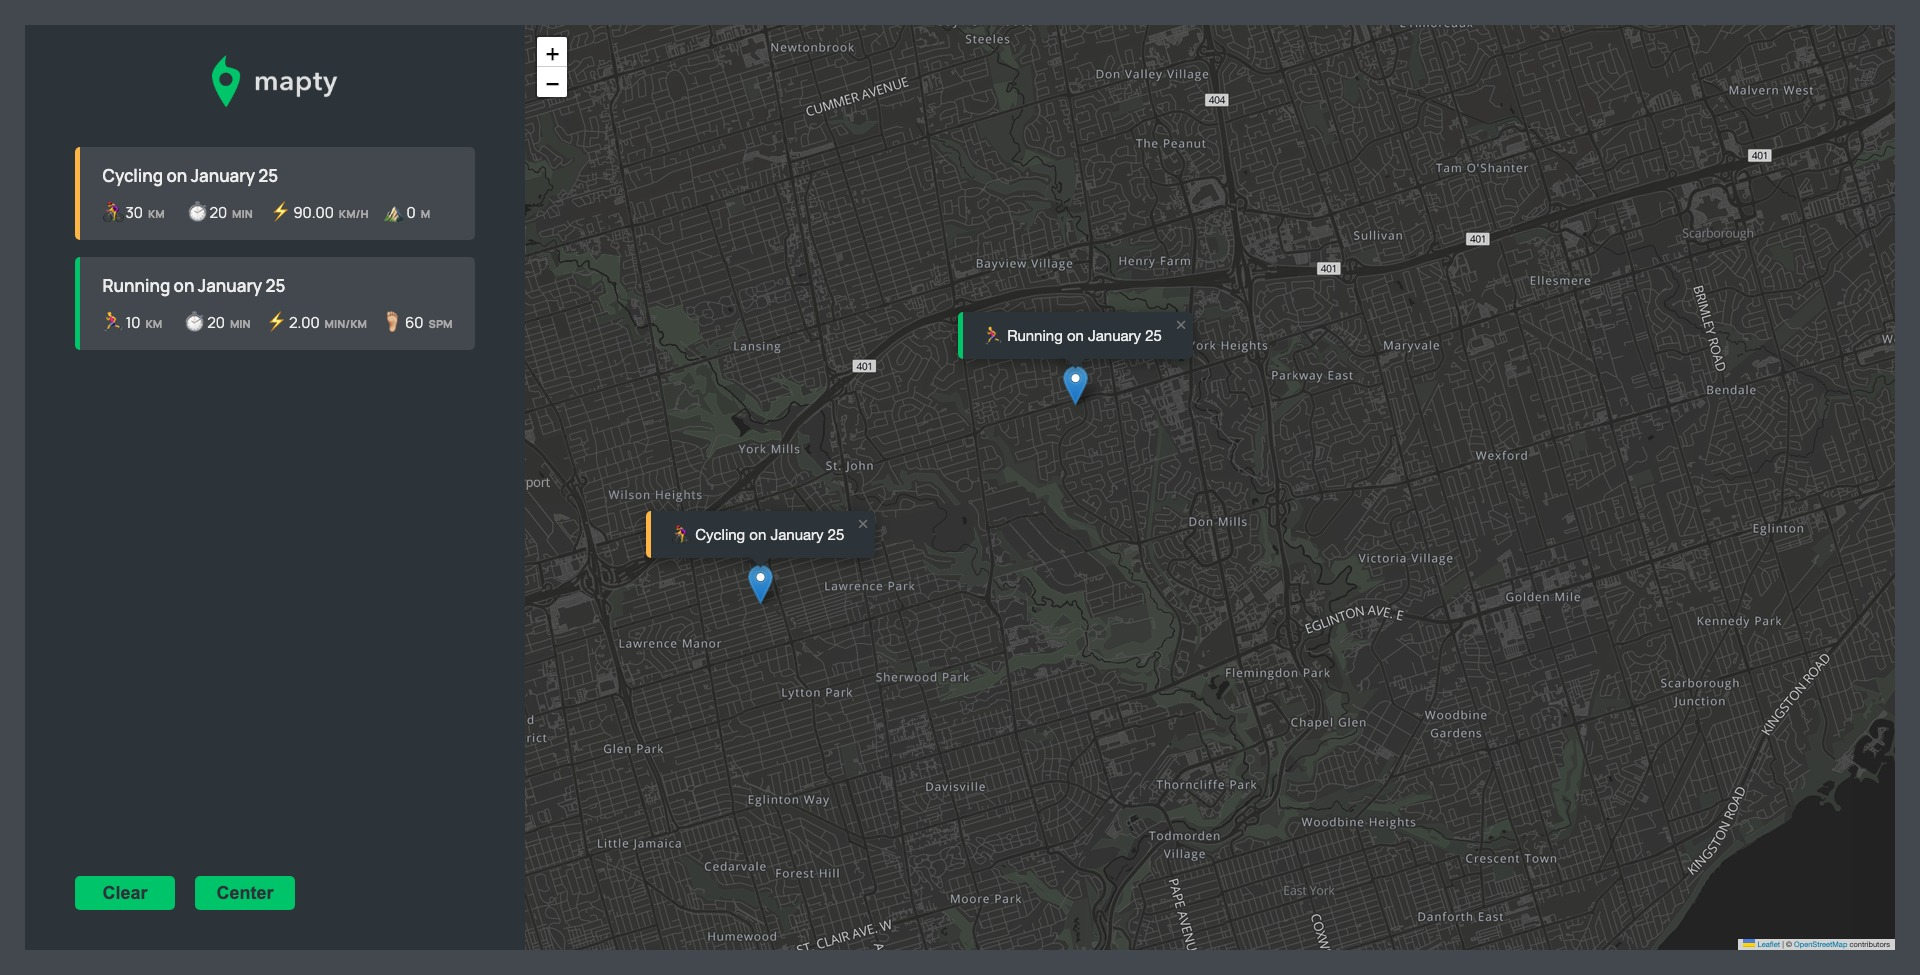 mapty
Cycling on January 25
30 KM 20 MIN 90.00 KM/H 0 M
Running on January 25
10 KM 20 MIN 2.00 MIN/KM 60 SPM
Clear
Center
+
−
Steeles
Newtonbrook
Don Valley Village
CUMMER AVENUE
404
Malvern West
The Peanut
401
Tam O'Shanter
Sullivan
401
Scarborough
Bayview Village
Henry Farm
401
Ellesmere
BRIMLEY ROAD
Running on January 25
×
York Heights
Lansing
Maryvale
401
Parkway East
Bendale
York Mills
St. John
Wexford
port
Wilson Heights
Cycling on January 25
×
Don Mills
Eglinton
Victoria Village
Lawrence Park
Golden Mile
EGLINTON AVE. E
Kennedy Park
Lawrence Manor
Flemingdon Park
Sherwood Park
Lytton Park
Scarborough
Junction
KINGSTON ROAD
d
rict
Chapel Glen
Woodbine
Gardens
Glen Park
Davisville
Thorncliffe Park
Eglinton Way
KINGSTON ROAD
Woodbine Heights
Todmorden
Village
Little Jamaica
Cedarvale
Forest Hill
Crescent Town
East York
Moore Park
PAPE AVENU
COXW
Danforth East
ST. CLAIR AVE. W
Humewood
Leaflet | © OpenStreetMap contributors